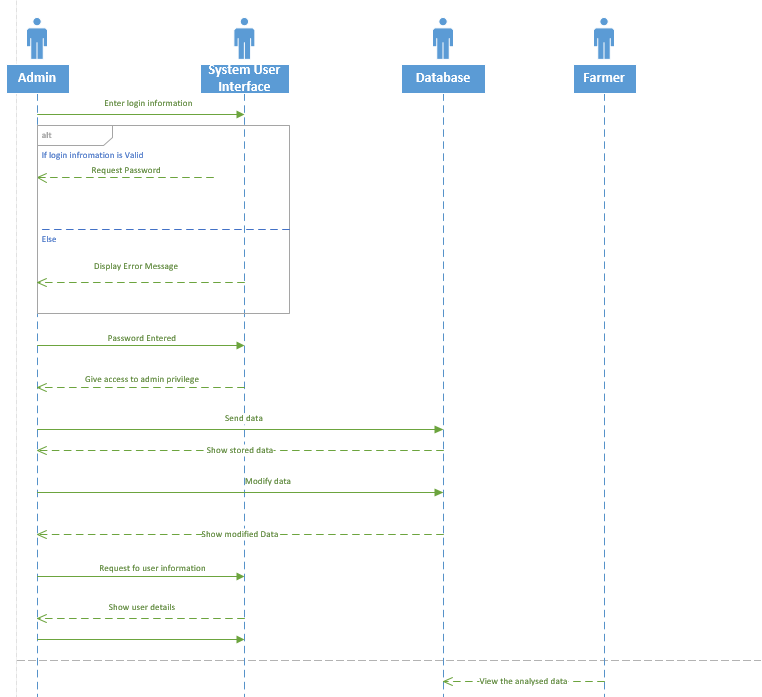 Admin
System User
Interface
Database
Farmer
Enter login information
alt
If login infromation is Valid
Request Password
Else
Display Error Message
Password Entered
Give access to admin privilege
Send data
Show stored data
Modify data
Show modified Data
Request fo user information
Show user details
View the analysed data